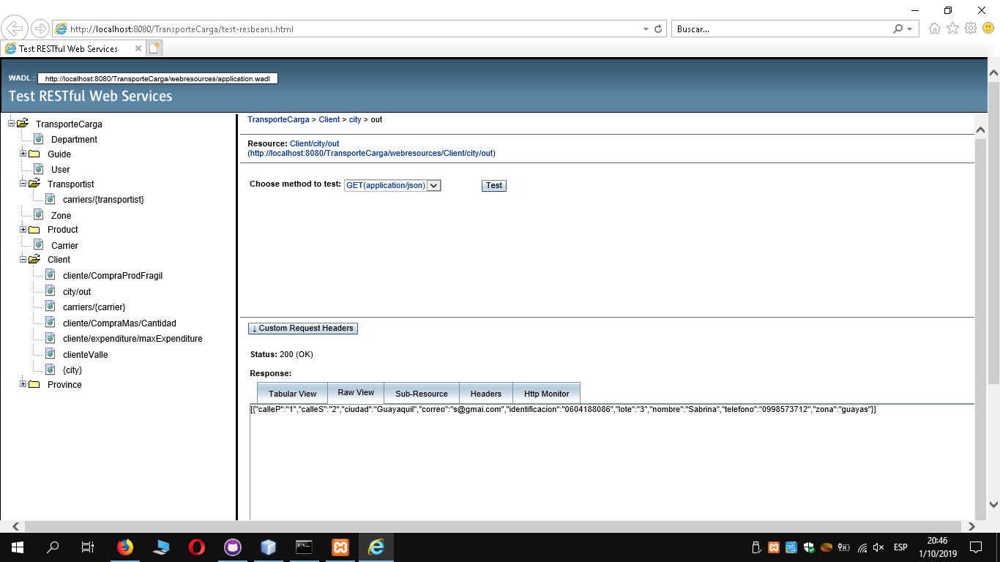 http://localhost:8080/TransporteCarga/test-resbeans.html
Buscar...
Test RESTful Web Services
WADL : http://localhost:8080/TransporteCarga/webresources/application.wadl
Test RESTful Web Services
TransporteCarga
Department
Guide
User
Transportist
carriers/{transportist}
Zone
Product
Carrier
Client
cliente/CompraProdFragil
city/out
carriers/{carrier}
cliente/CompraMas/Cantidad
cliente/expenditure/maxExpenditure
clienteValle
{city}
Province
TransporteCarga > Client > city > out
Resource: Client/city/out
(http://localhost:8080/TransporteCarga/webresources/Client/city/out)
Choose method to test: GET(application/json) Test
↓ Custom Request Headers
Status: 200 (OK)
Response:
Tabular View Raw View Sub-Resource Headers Http Monitor
[{"calleP":"1","calleS":"2","ciudad":"Guayaquil","correo":"s@gmai.com","identificacion":"0604188086","lote":"3","nombre":"Sabrina","telefono":"0998573712","zona":"guayas"}]
ESP
20:46
1/10/2019